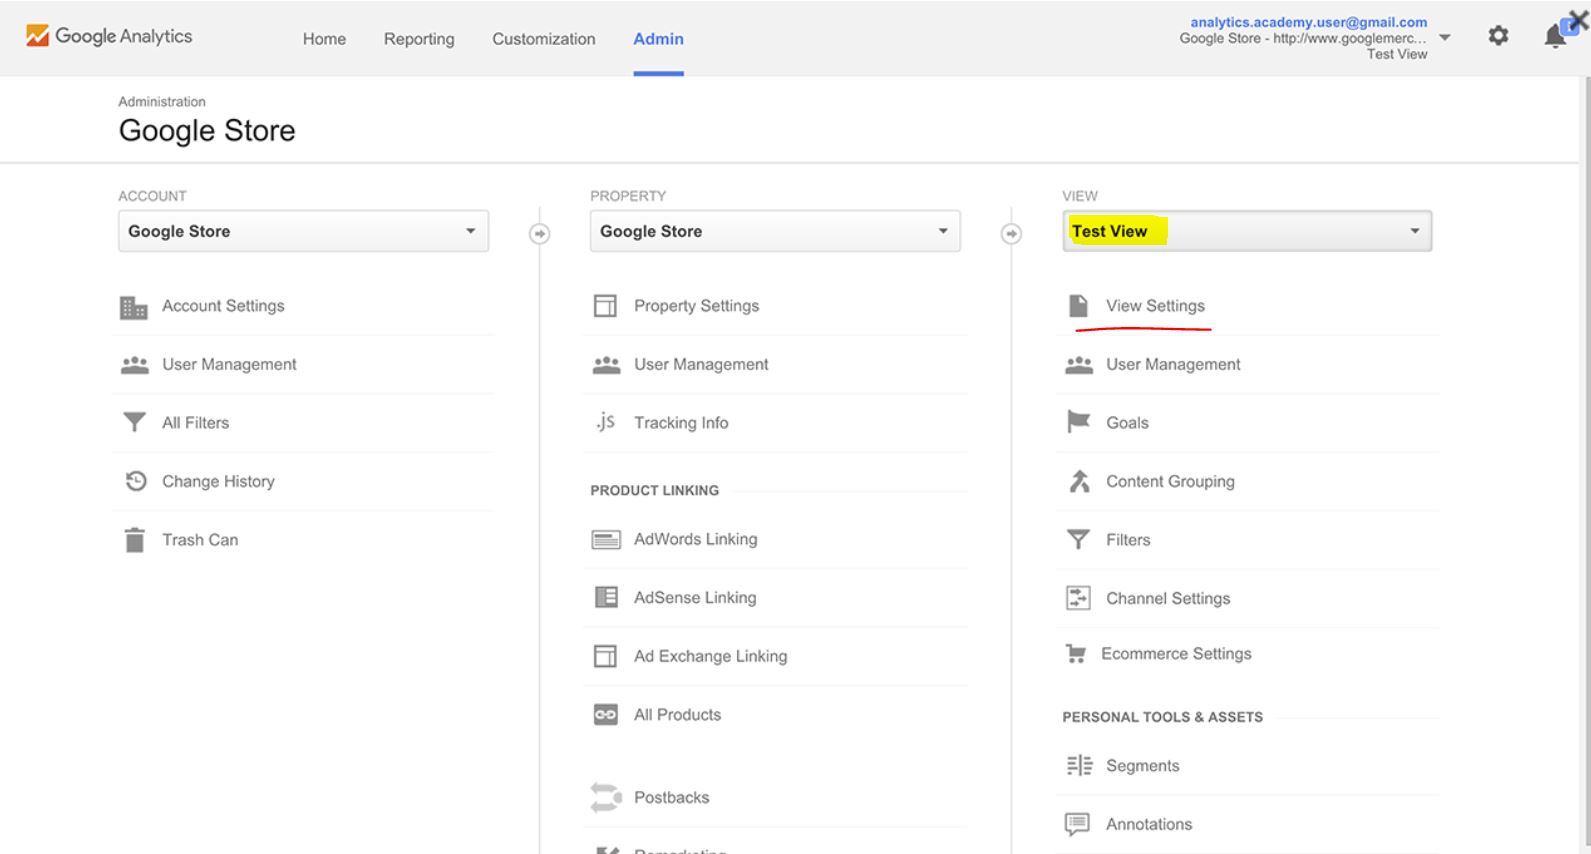 Google Analytics
Home
Reporting
Customization
Admin
analytics.academy.user@gmail.com
Google Store - http://www.googlemerc...
Test View
Administration
Google Store
ACCOUNT
Google Store
Account Settings
User Management
All Filters
Change History
Trash Can
PROPERTY
Google Store
Property Settings
User Management
.js Tracking Info
PRODUCT LINKING
AdWords Linking
AdSense Linking
Ad Exchange Linking
All Products
Postbacks
Remarketing
VIEW
Test View
View Settings
User Management
Goals
Content Grouping
Filters
Channel Settings
Ecommerce Settings
PERSONAL TOOLS & ASSETS
Segments
Annotations